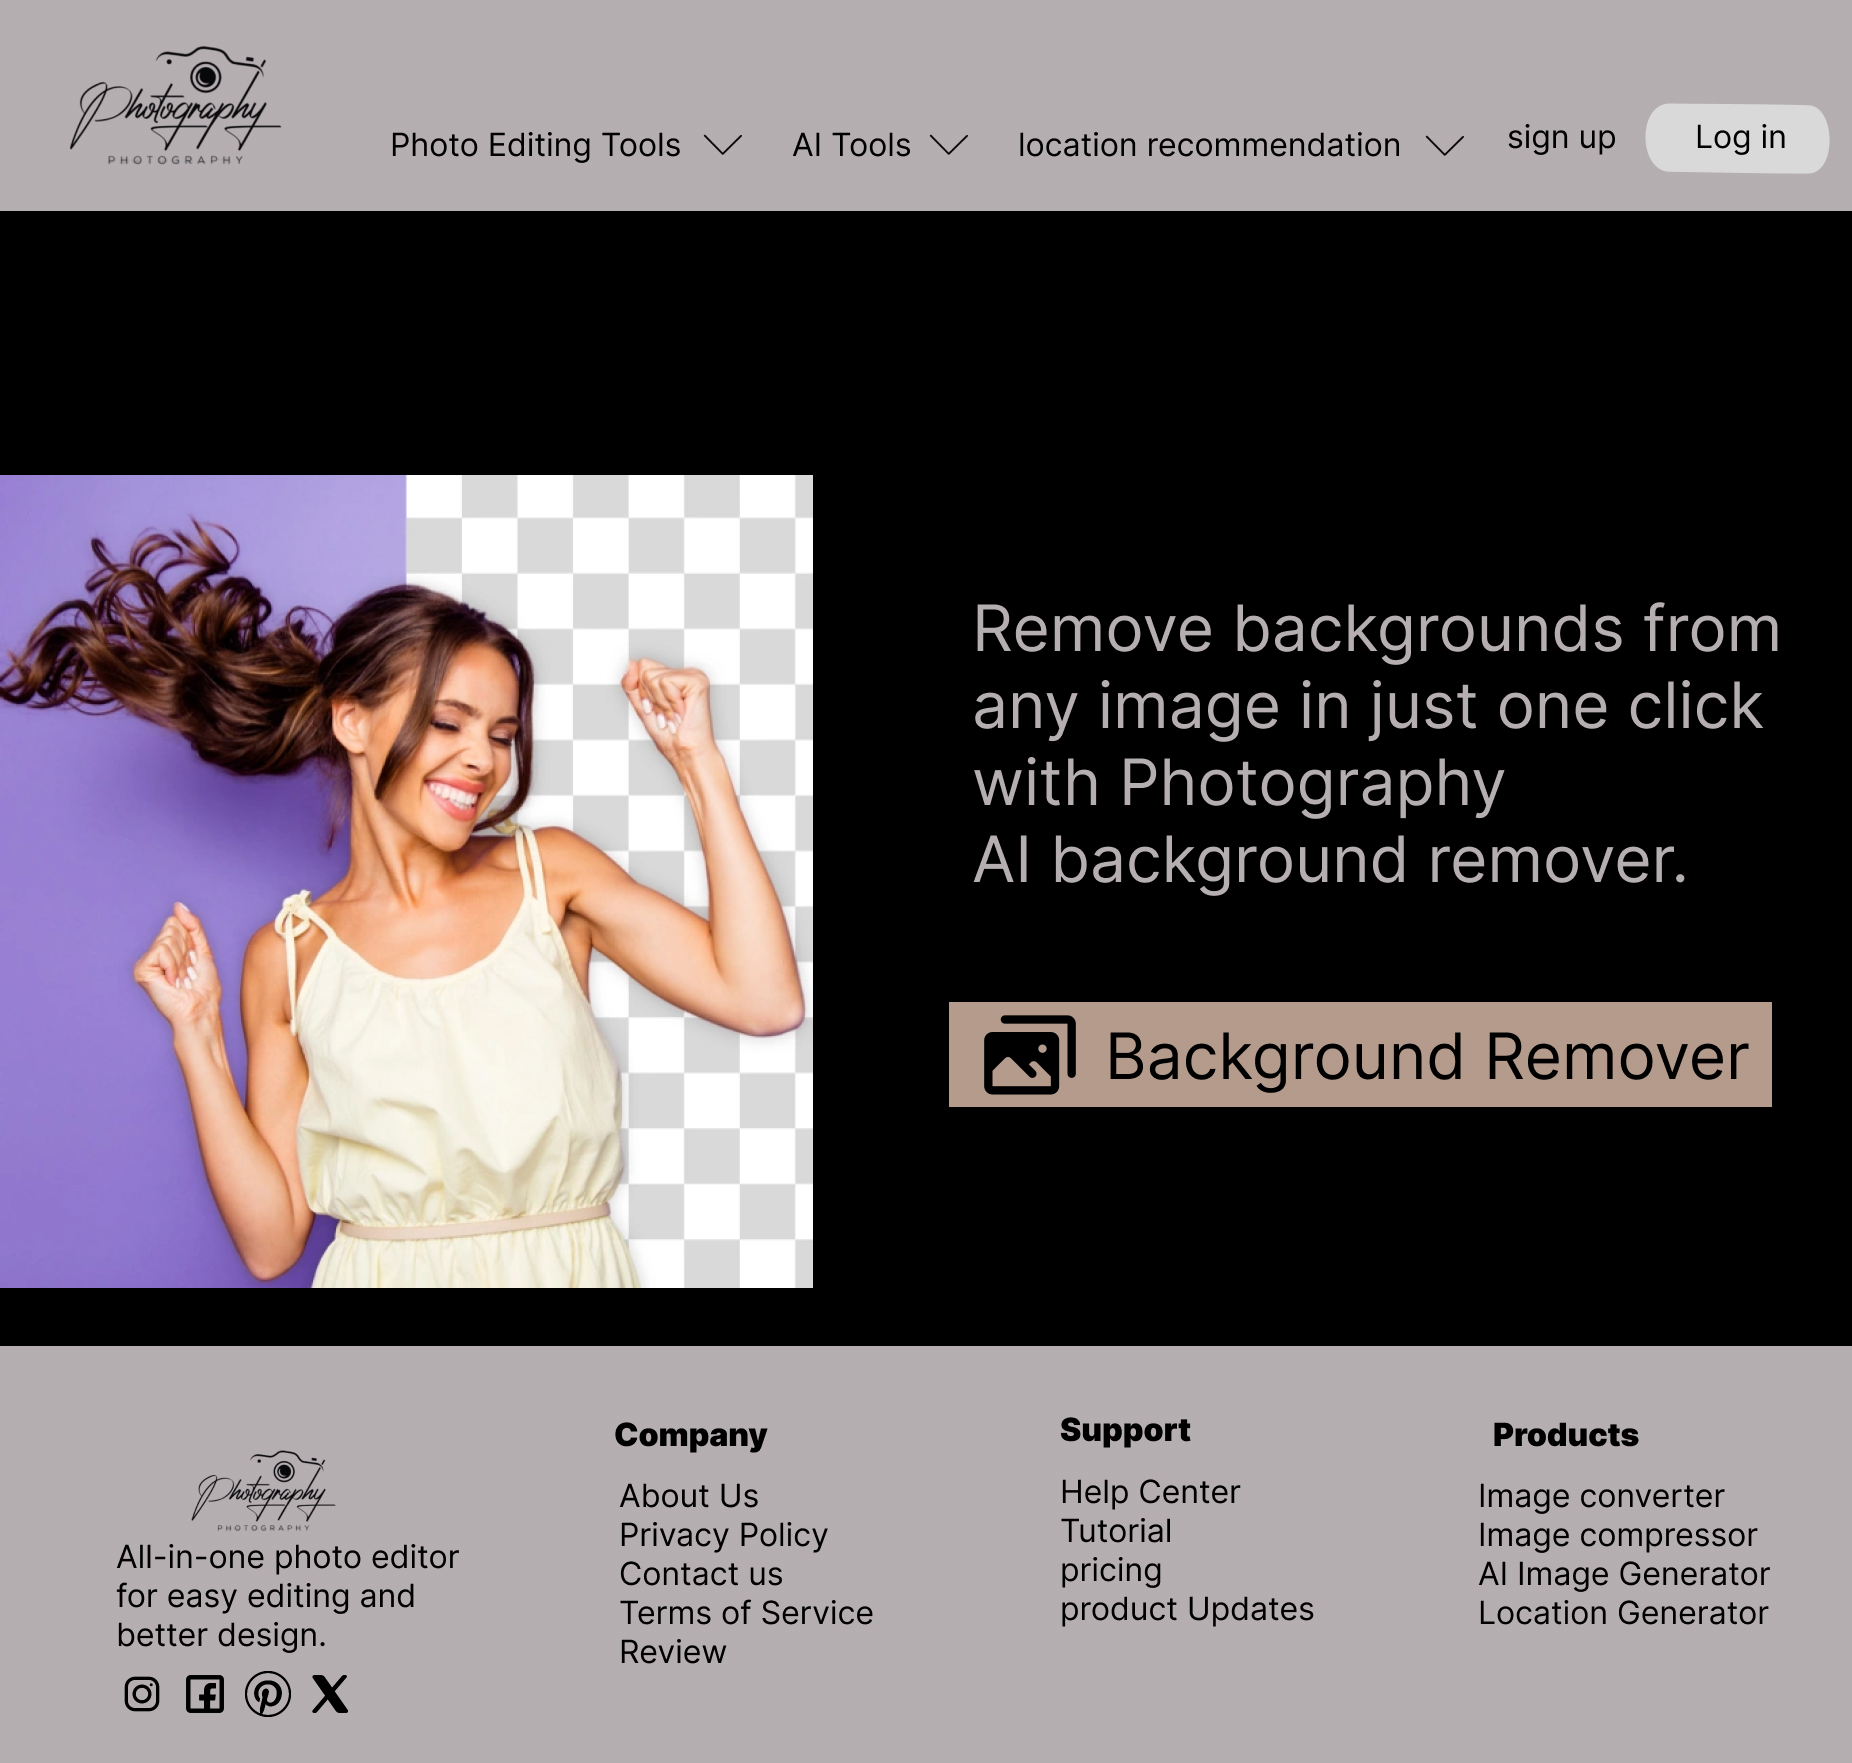 Photography
PHOTOGRAPHY
Photo Editing Tools
AI Tools
location recommendation
sign up
Log in
Remove backgrounds from
any image in just one click
with Photography
AI background remover.
Background Remover
Photography
PHOTOGRAPHY
All-in-one photo editor
for easy editing and
better design.
Company
About Us
Privacy Policy
Contact us
Terms of Service
Review
Support
Help Center
Tutorial
pricing
product Updates
Products
Image converter
Image compressor
AI Image Generator
Location Generator